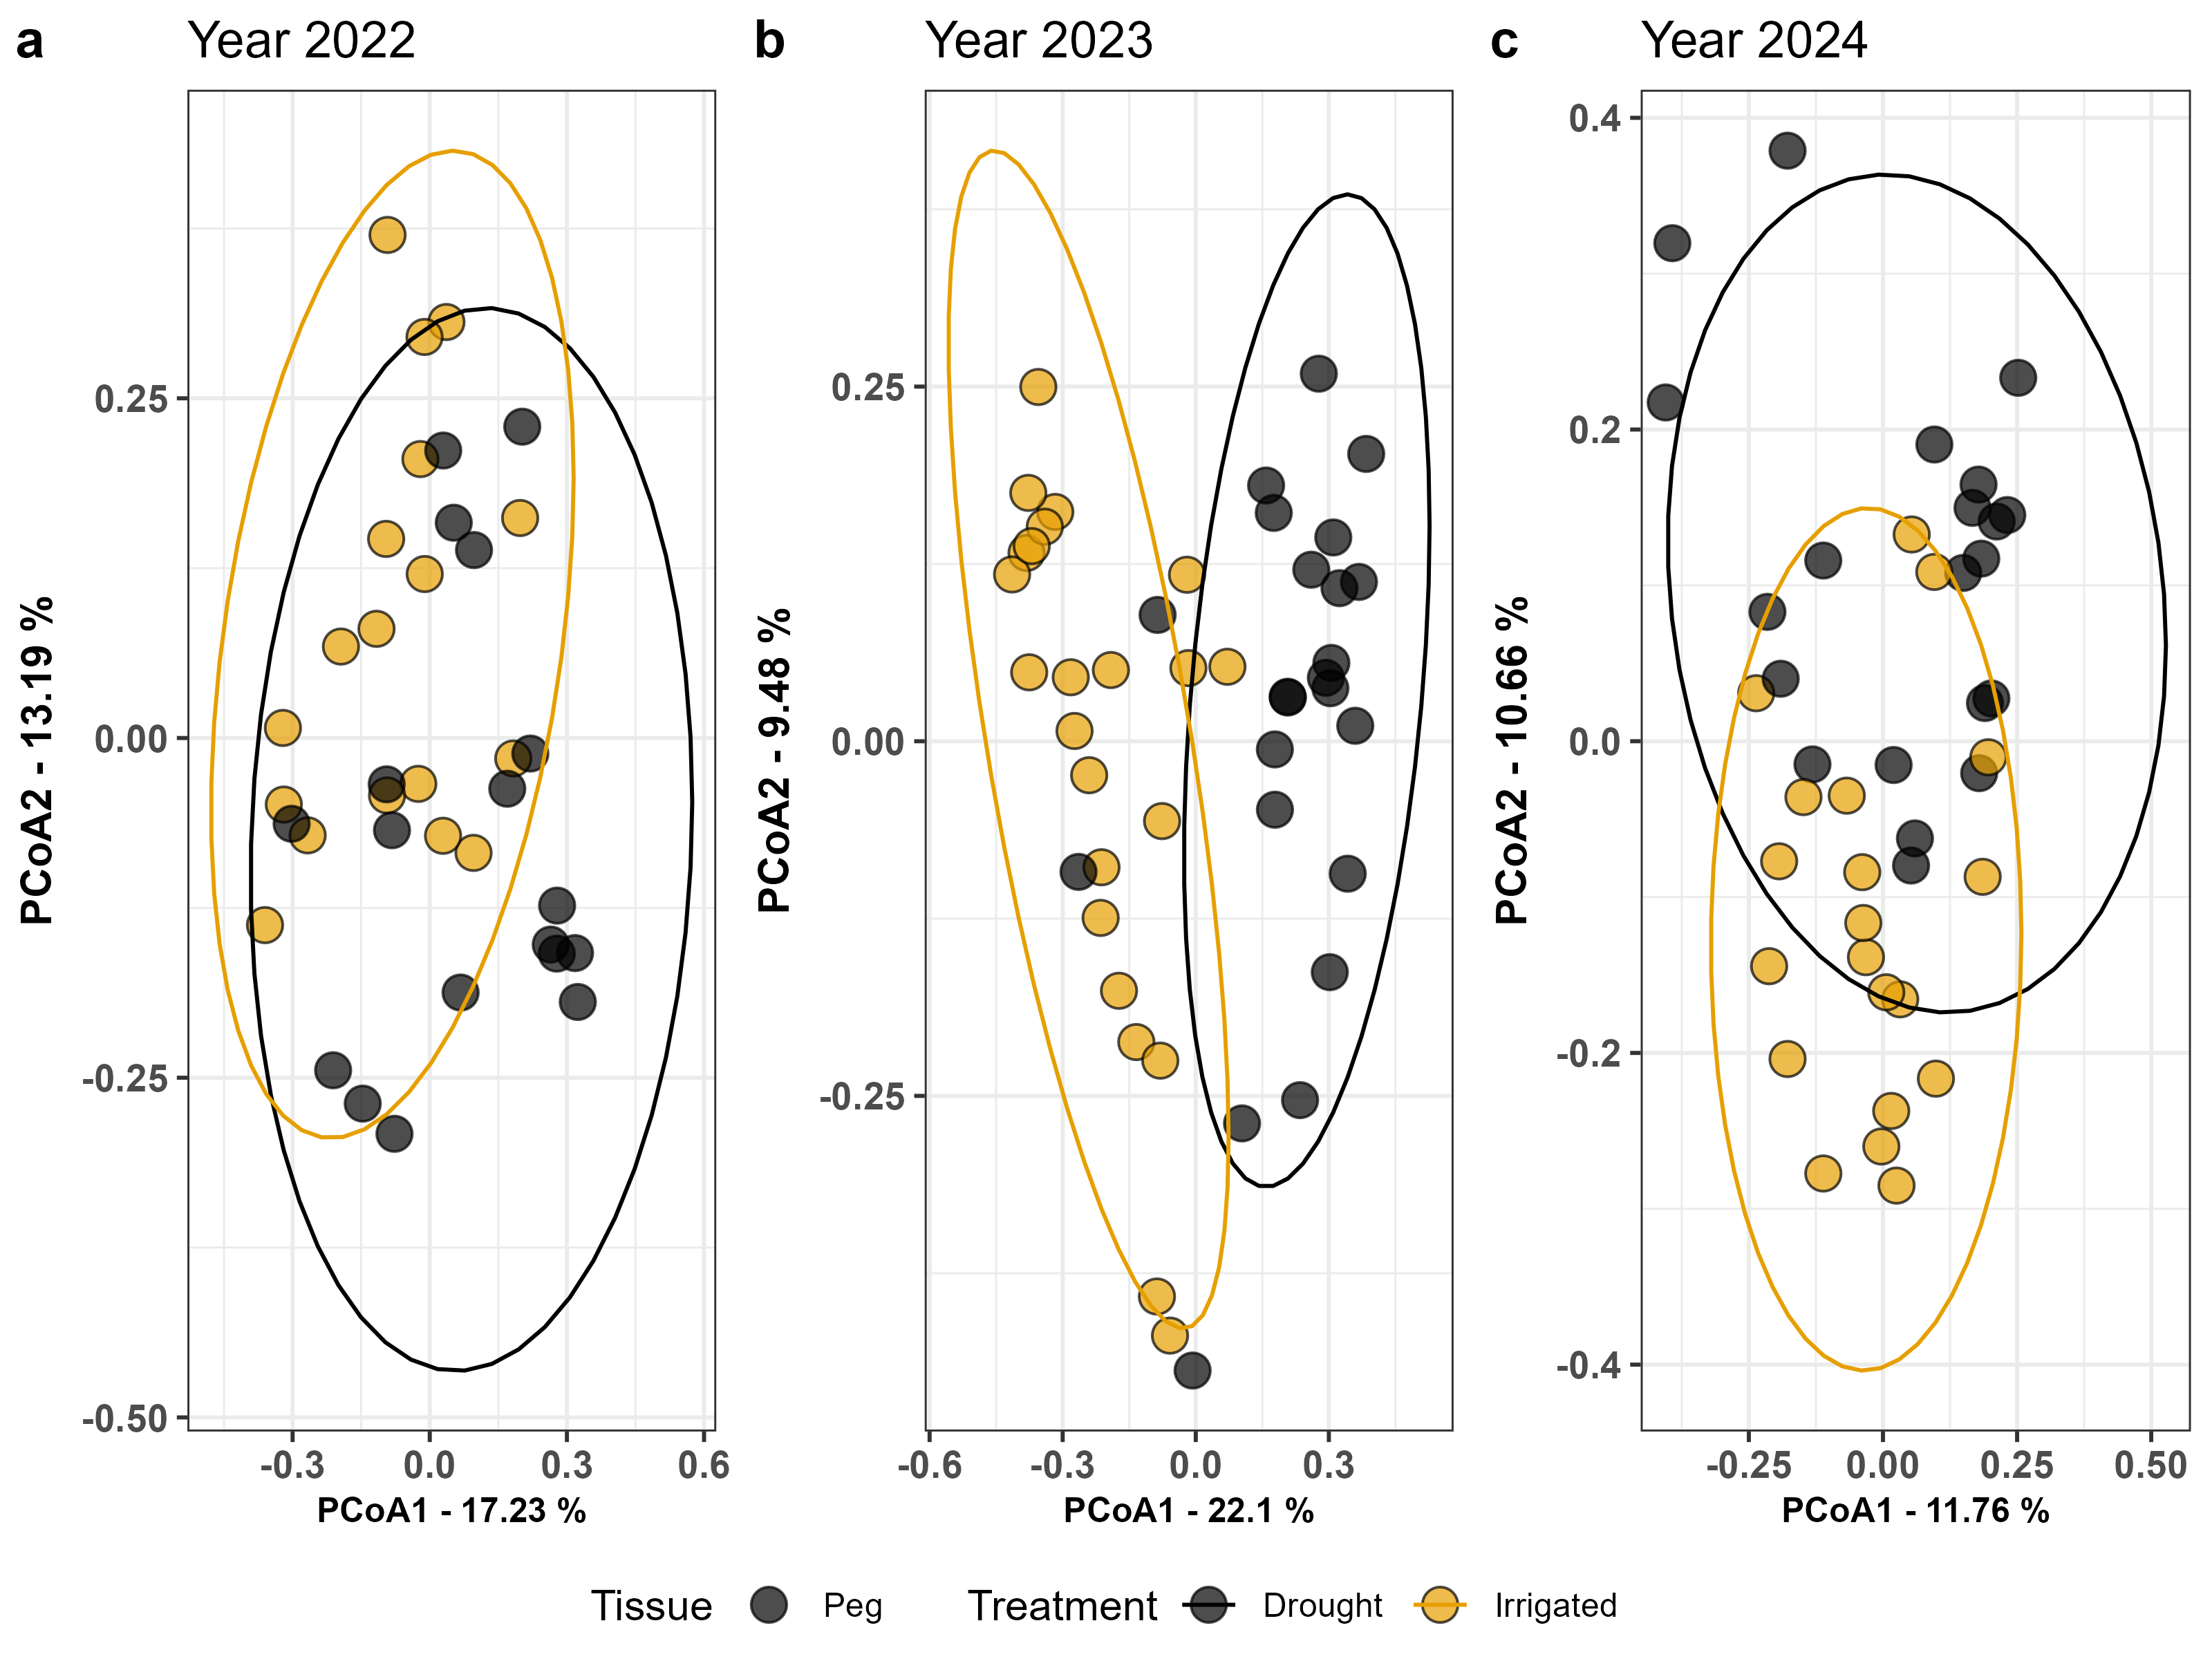 a Year 2022
PCoA2 - 13.19 %
0.25
0.00
-0.25
-0.50
-0.3 0.0 0.3 0.6
PCoA1 - 17.23 %
b Year 2023
PCoA2 - 9.48 %
0.25
0.00
-0.25
-0.6 -0.3 0.0 0.3
PCoA1 - 22.1 %
c Year 2024
PCoA2 - 10.66 %
0.4
0.2
0.0
-0.2
-0.4
-0.25 0.00 0.25 0.50
PCoA1 - 11.76 %
Tissue Peg Treatment Drought Irrigated